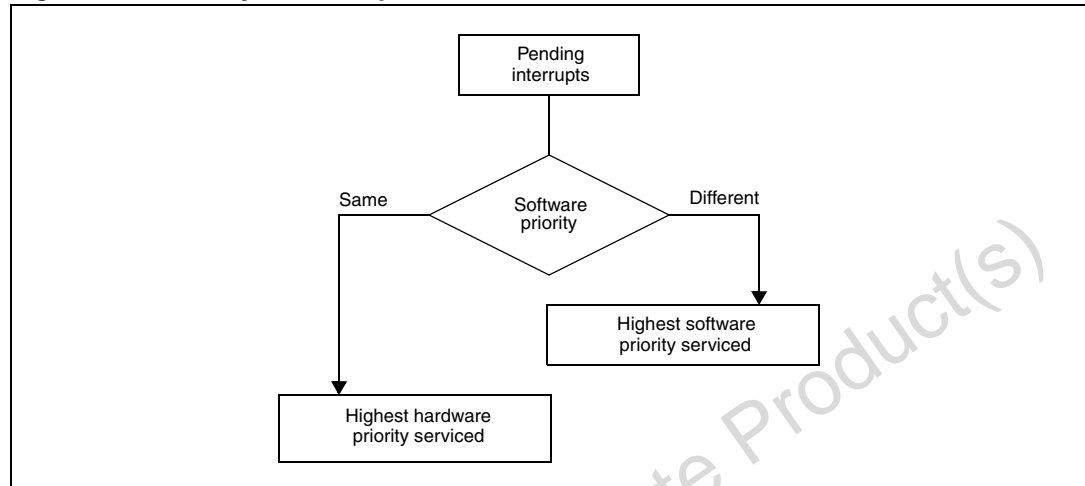 Pending
interrupts
Same
Software
priority
Different
Highest software
priority serviced
Highest hardware
priority serviced
Product(s)